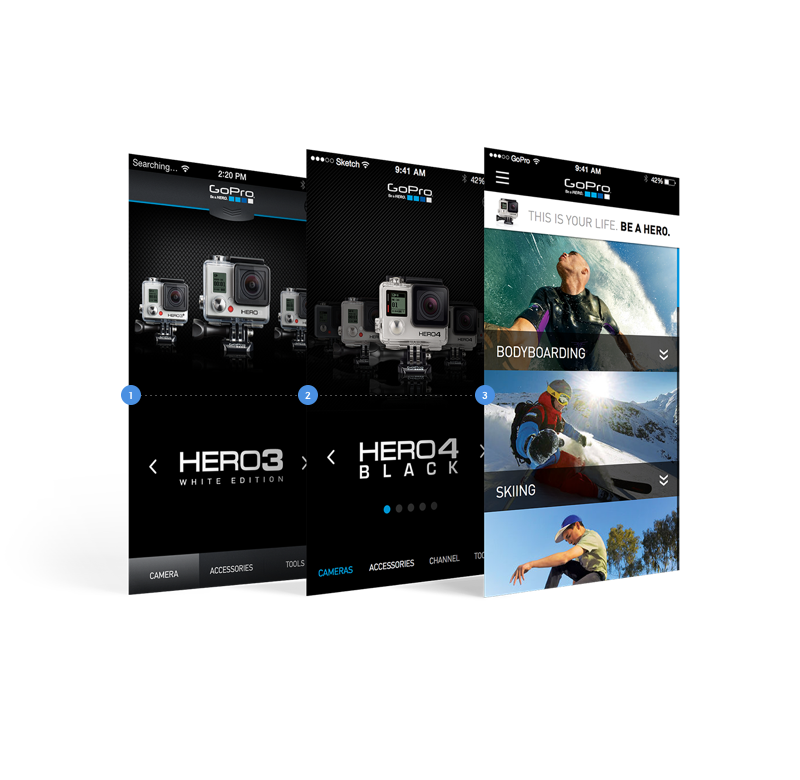 Searching...
2:20 PM
GoPro
Be a HERO.
HERO3+
HERO
1
HERO3
WHITE EDITION
CAMERA
ACCESSORIES
TOOLS
Sketch
9:41 AM
42%
GoPro
Be a HERO.
HERO4
2
HERO4
BLACK
CAMERAS
ACCESSORIES
CHANNEL
TOO
GoPro
9:41 AM
42%
GoPro
Be a HERO.
THIS IS YOUR LIFE. BE A HERO.
BODYBOARDING
3
SKIING